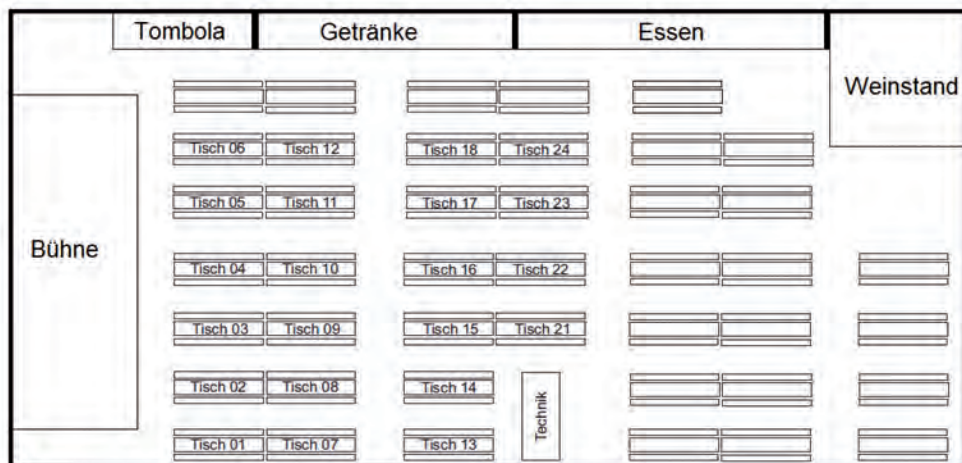 Tombola
Getränke
Essen
Weinstand
Tisch 06
Tisch 12
Tisch 18
Tisch 24
Tisch 05
Tisch 11
Tisch 17
Tisch 23
Bühne
Tisch 04
Tisch 10
Tisch 16
Tisch 22
Tisch 03
Tisch 09
Tisch 15
Tisch 21
Tisch 02
Tisch 08
Tisch 14
Technik
Tisch 01
Tisch 07
Tisch 13